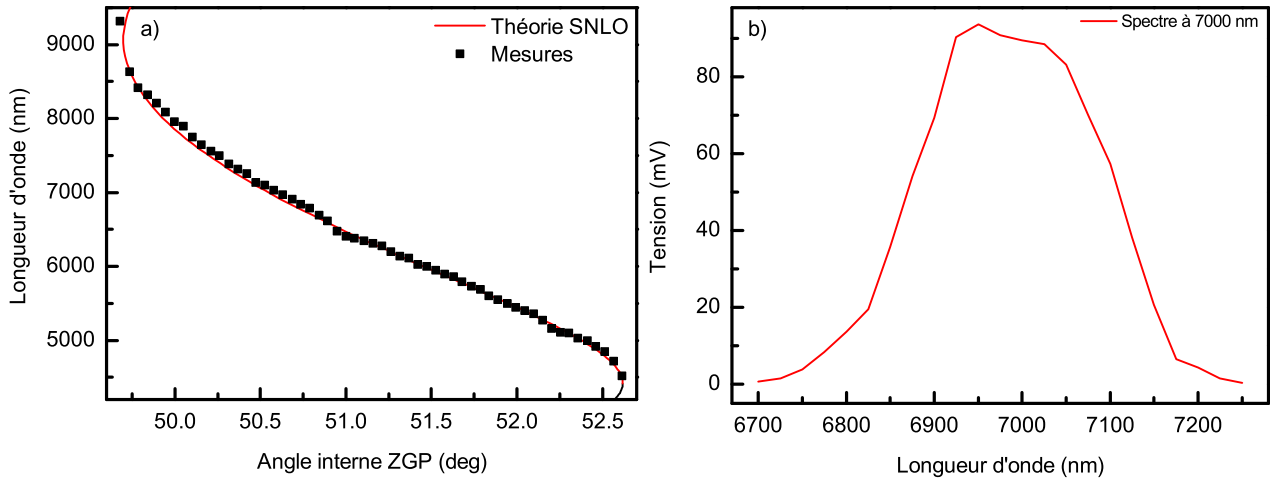 a)
Théorie SNLO
Mesures
9000
8000
7000
6000
5000
Longueur d'onde (nm)
50.0 50.5 51.0 51.5 52.0 52.5
Angle interne ZGP (deg)
b)
Spectre à 7000 nm
80
60
40
20
0
Tension (mV)
6700 6800 6900 7000 7100 7200
Longueur d'onde (nm)